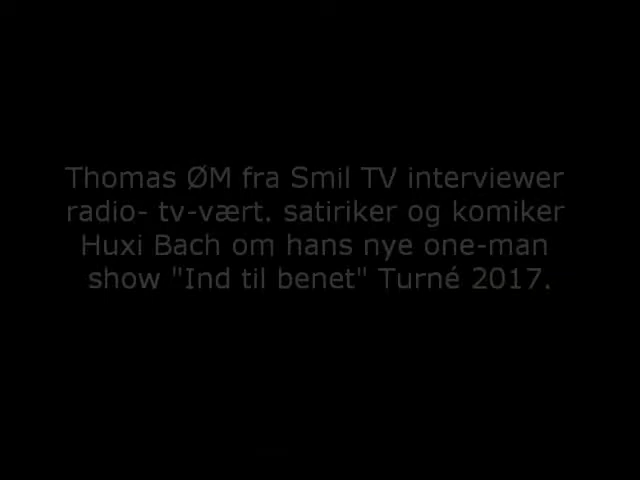 Thomas ØM fra Smil TV interviewer
radio- tv-vært. satiriker og komiker
Huxi Bach om hans nye one-man
show "Ind til benet" Turné 2017.